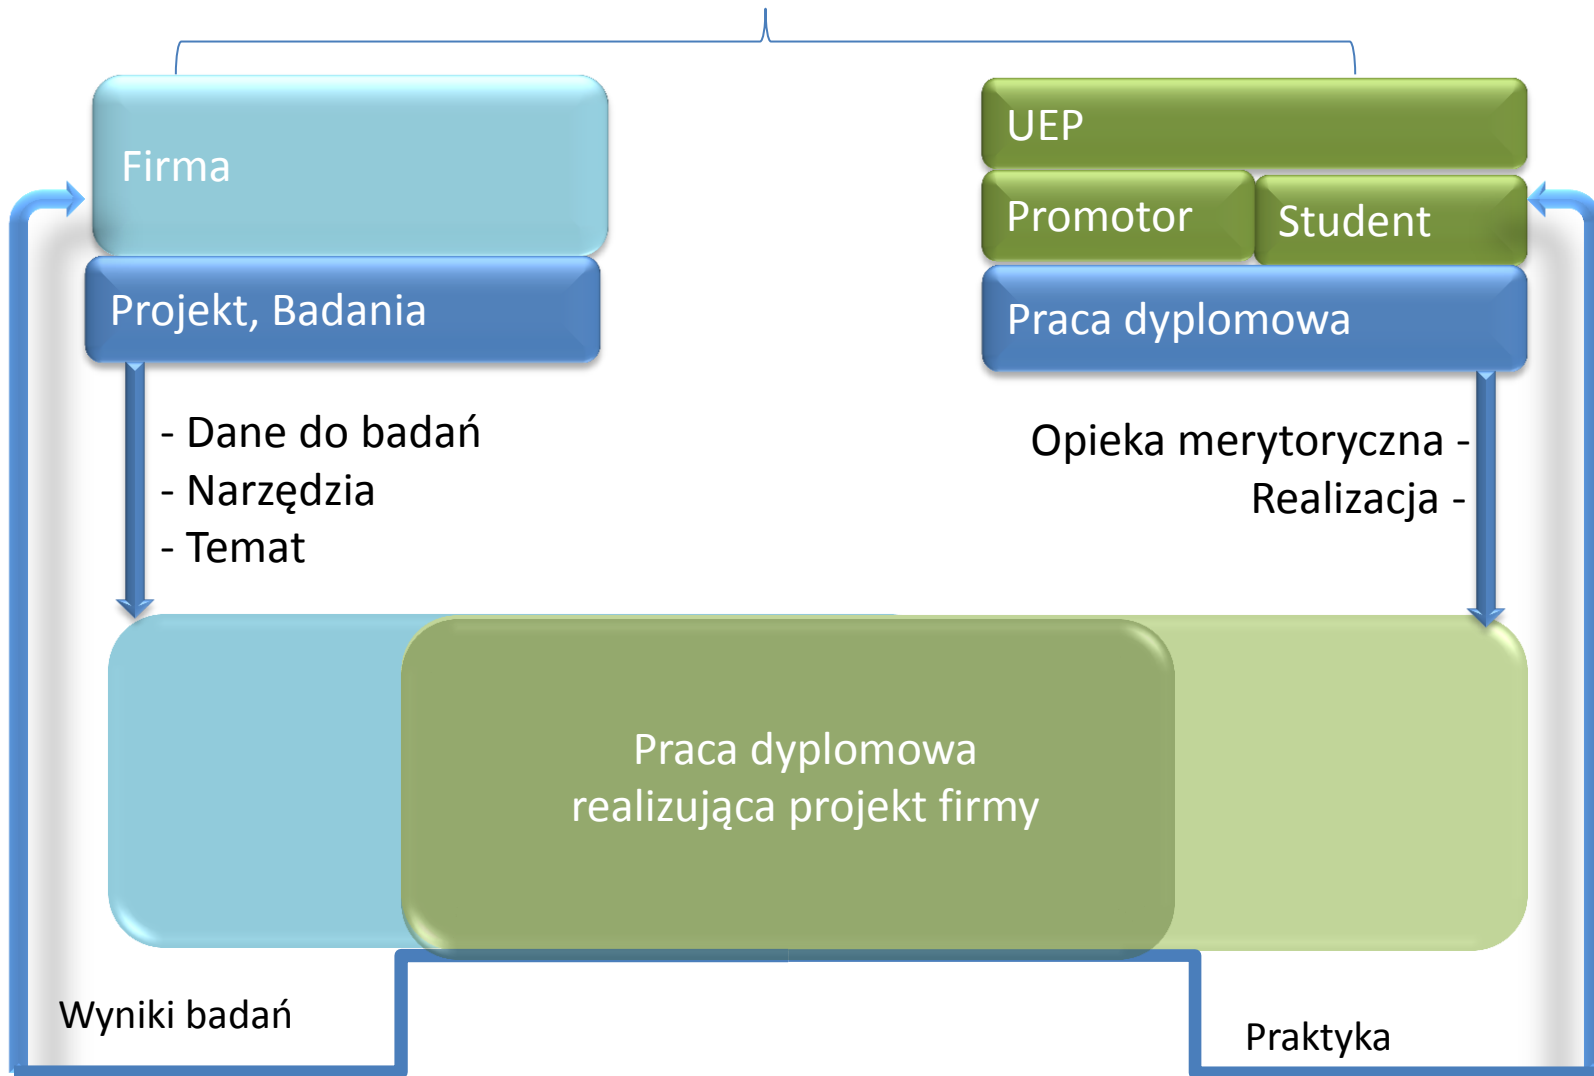 Firma
Projekt, Badania
- Dane do badań
- Narzędzia
- Temat
UEP
Promotor
Student
Praca dyplomowa
Opieka merytoryczna -
Realizacja -
Praca dyplomowa
realizująca projekt firmy
Wyniki badań
Praktyka